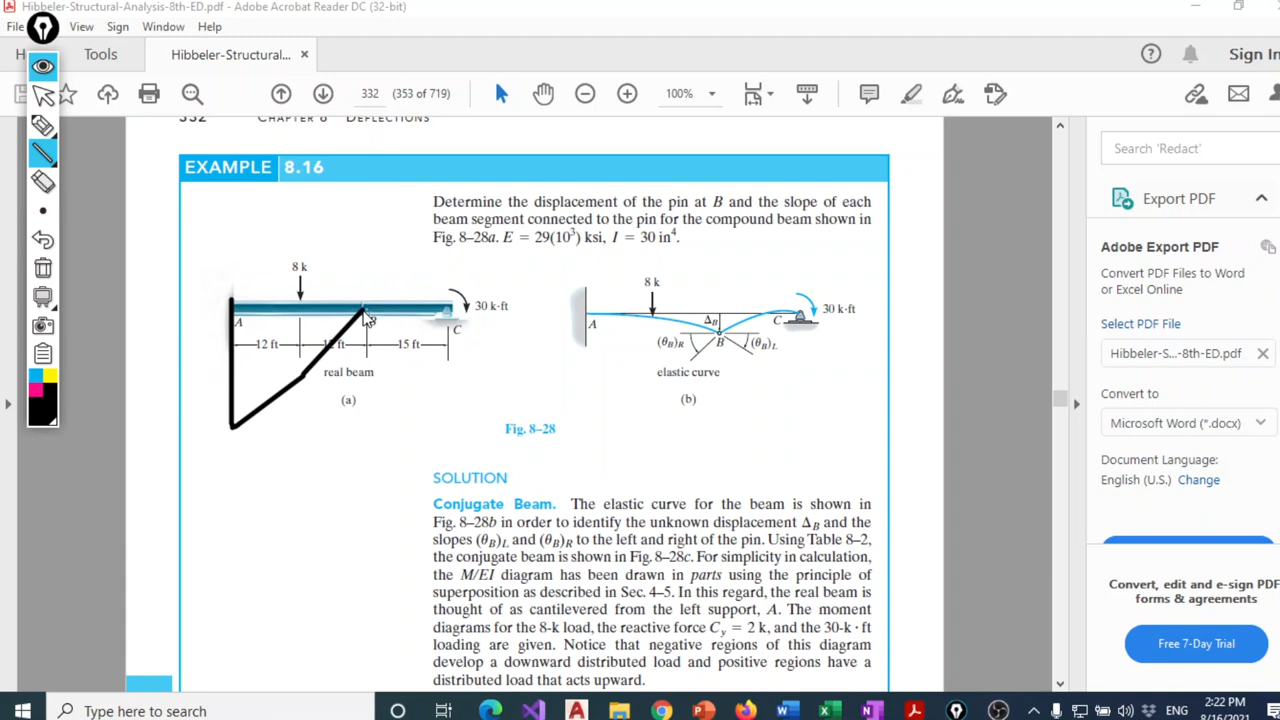 Hibbeler-Structural-Analysis-8th-ED.pdf - Adobe Acrobat Reader DC (32-bit)
File View Sign Window Help
Tools Hibbeler-Structural... × Sign In
332 (353 of 719) 100%
332 CHAPTER 8 DEFLECTIONS
EXAMPLE 8.16
Determine the displacement of the pin at B and the slope of each
beam segment connected to the pin for the compound beam shown in
Fig. 8–28a. E = 29(10³) ksi, I = 30 in⁴.
8 k
30 k·ft
A
C
12 ft
15 ft
real beam
(a)
8 k
30 k·ft
A
Δ_B
C
(θ_B)_R
B
(θ_B)_L
elastic curve
(b)
Fig. 8–28
SOLUTION
Conjugate Beam. The elastic curve for the beam is shown in
Fig. 8–28b in order to identify the unknown displacement Δ_B and the
slopes (θ_B)_L and (θ_B)_R to the left and right of the pin. Using Table 8–2,
the conjugate beam is shown in Fig. 8–28c. For simplicity in calculation,
the M/EI diagram has been drawn in parts using the principle of
superposition as described in Sec. 4–5. In this regard, the real beam is
thought of as cantilevered from the left support, A. The moment
diagrams for the 8-k load, the reactive force C_y = 2 k, and the 30-k · ft
loading are given. Notice that negative regions of this diagram
develop a downward distributed load and positive regions have a
distributed load that acts upward.
Search 'Redact'
Export PDF
Adobe Export PDF
Convert PDF Files to Word
or Excel Online
Select PDF File
Hibbeler-S...-8th-ED.pdf ×
Convert to
Microsoft Word (*.docx)
Document Language:
English (U.S.) Change
Convert, edit and e-sign PDF
forms & agreements
Free 7-Day Trial
Type here to search
ENG
2:22 PM
8/16/2021